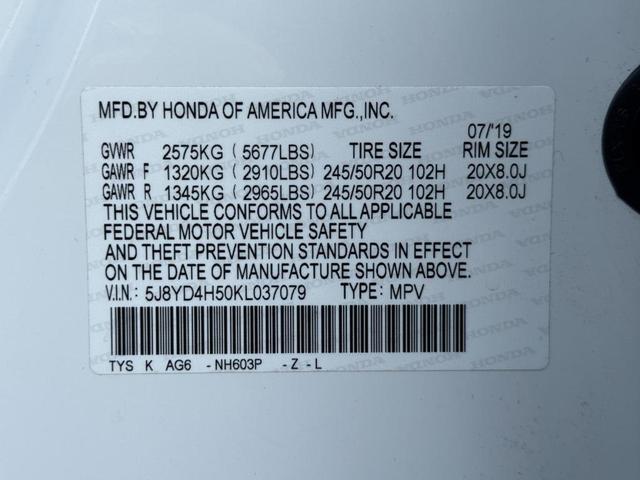 MFD.BY HONDA OF AMERICA MFG.,INC.
07/'19
GVWR 2575KG ( 5677LBS) TIRE SIZE RIM SIZE
GAWR F 1320KG ( 2910LBS) 245/50R20 102H 20X8.0J
GAWR R 1345KG ( 2965LBS) 245/50R20 102H 20X8.0J
THIS VEHICLE CONFORMS TO ALL APPLICABLE
FEDERAL MOTOR VEHICLE SAFETY
AND THEFT PREVENTION STANDARDS IN EFFECT
ON THE DATE OF MANUFACTURE SHOWN ABOVE.
V.I.N.: 5J8YD4H50KL037079 TYPE: MPV
TYS K AG6 - NH603P - Z - L